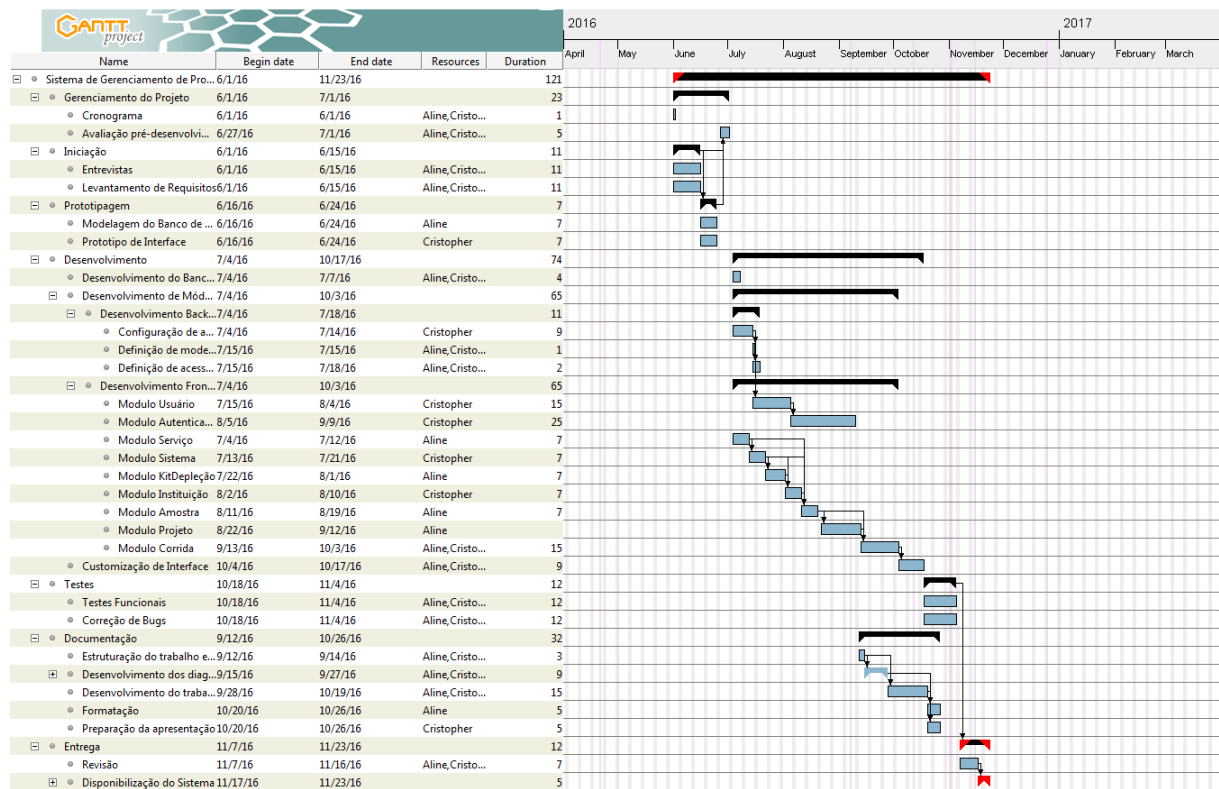 GANTT project
2016 2017
April May June July August September October November December January February March
Name Begin date End date Resources Duration
Sistema de Gerenciamento de Pro... 6/1/16 11/23/16 121
Gerenciamento do Projeto 6/1/16 7/1/16 23
Cronograma 6/1/16 6/1/16 Aline,Cristo... 1
Avaliação pré-desenvolvi... 6/27/16 7/1/16 Aline,Cristo... 5
Iniciação 6/1/16 6/15/16 11
Entrevistas 6/1/16 6/15/16 Aline,Cristo... 11
Levantamento de Requisitos 6/1/16 6/15/16 Aline,Cristo... 11
Prototipagem 6/16/16 6/24/16 7
Modelagem do Banco de ... 6/16/16 6/24/16 Aline 7
Prototipo de Interface 6/16/16 6/24/16 Cristopher 7
Desenvolvimento 7/4/16 10/17/16 74
Desenvolvimento do Banc... 7/4/16 7/7/16 Aline,Cristo... 4
Desenvolvimento de Mód... 7/4/16 10/3/16 65
Desenvolvimento Back... 7/4/16 7/18/16 11
Configuração de a... 7/4/16 7/14/16 Cristopher 9
Definição de mode... 7/15/16 7/15/16 Aline,Cristo... 1
Definição de acess... 7/15/16 7/18/16 Aline,Cristo... 2
Desenvolvimento Fron... 7/4/16 10/3/16 65
Modulo Usuário 7/15/16 8/4/16 Cristopher 15
Modulo Autentica... 8/5/16 9/9/16 Cristopher 25
Modulo Serviço 7/4/16 7/12/16 Aline 7
Modulo Sistema 7/13/16 7/21/16 Cristopher 7
Modulo KitDepleção 7/22/16 8/1/16 Aline 7
Modulo Instituição 8/2/16 8/10/16 Cristopher 7
Modulo Amostra 8/11/16 8/19/16 Aline 7
Modulo Projeto 8/22/16 9/12/16 Aline
Modulo Corrida 9/13/16 10/3/16 Aline,Cristo... 15
Customização de Interface 10/4/16 10/17/16 Aline,Cristo... 9
Testes 10/18/16 11/4/16 12
Testes Funcionais 10/18/16 11/4/16 Aline,Cristo... 12
Correção de Bugs 10/18/16 11/4/16 Aline,Cristo... 12
Documentação 9/12/16 10/26/16 32
Estruturação do trabalho e... 9/12/16 9/14/16 Aline,Cristo... 3
Desenvolvimento dos diag... 9/15/16 9/27/16 Aline,Cristo... 9
Desenvolvimento do traba... 9/28/16 10/19/16 Aline,Cristo... 15
Formatação 10/20/16 10/26/16 Aline 5
Preparação da apresentação 10/20/16 10/26/16 Cristopher 5
Entrega 11/7/16 11/23/16 12
Revisão 11/7/16 11/16/16 Aline,Cristo... 7
Disponibilização do Sistema 11/17/16 11/23/16 5